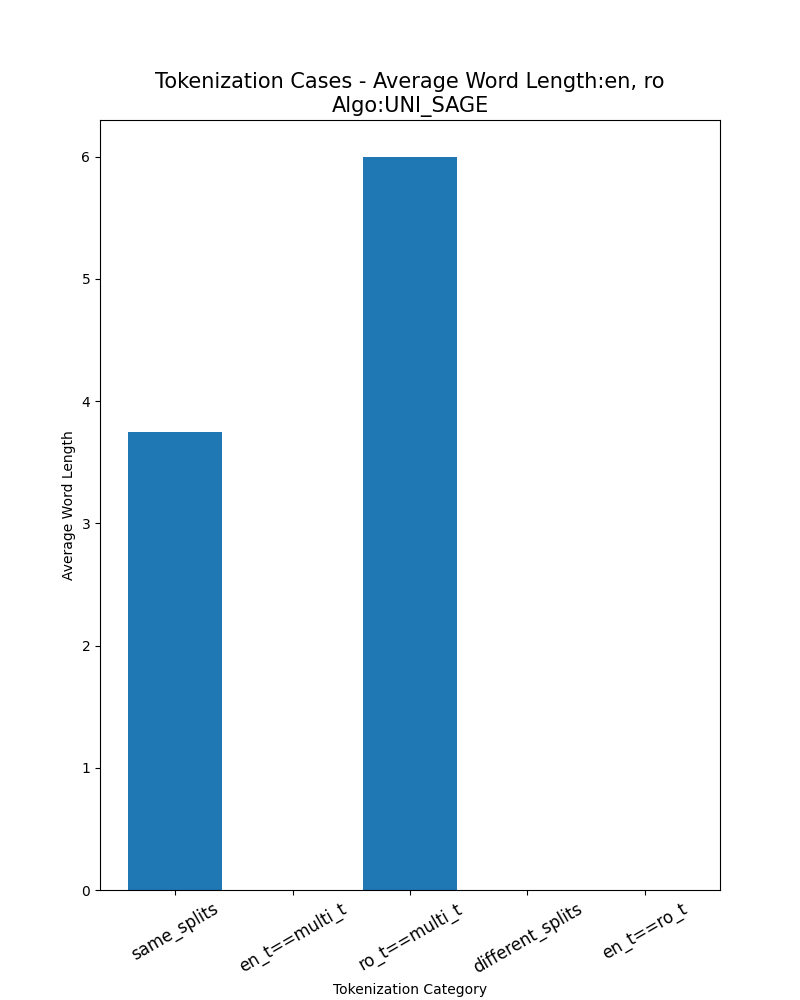 Tokenization Cases - Average Word Length:en, ro
Algo:UNI_SAGE
Average Word Length
6
5
4
3
2
1
0
same_splits
en_t==multi_t
ro_t==multi_t
different_splits
en_t==ro_t
Tokenization Category